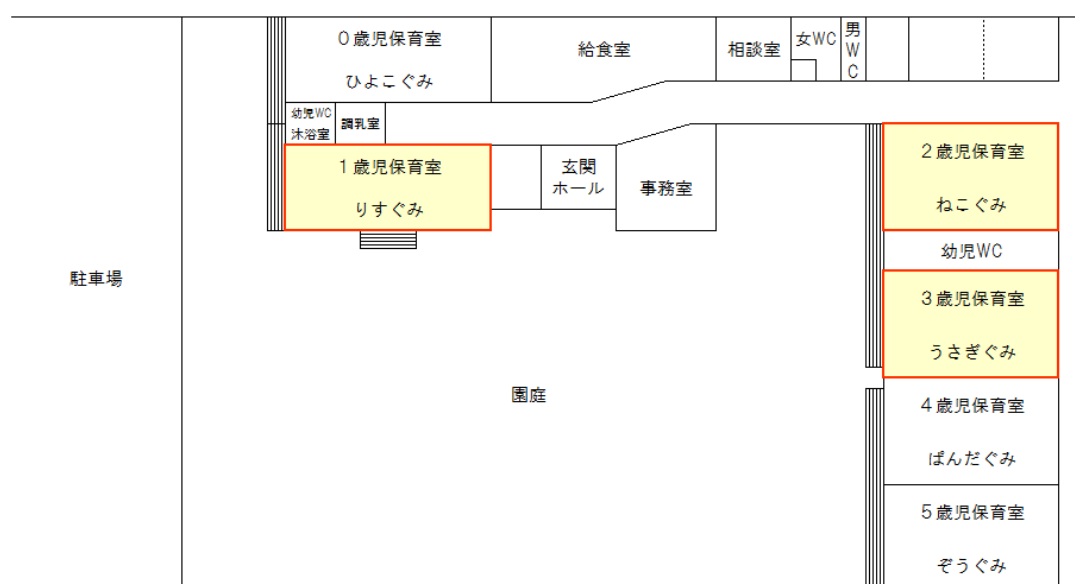 ０歳児保育室
ひよこぐみ
給食室
相談室
女WC
男WC
幼児WC
沐浴室
調乳室
１歳児保育室
りすぐみ
玄関
ホール
事務室
２歳児保育室
ねこぐみ
幼児WC
３歳児保育室
うさぎぐみ
駐車場
園庭
４歳児保育室
ぱんだぐみ
５歳児保育室
ぞうぐみ